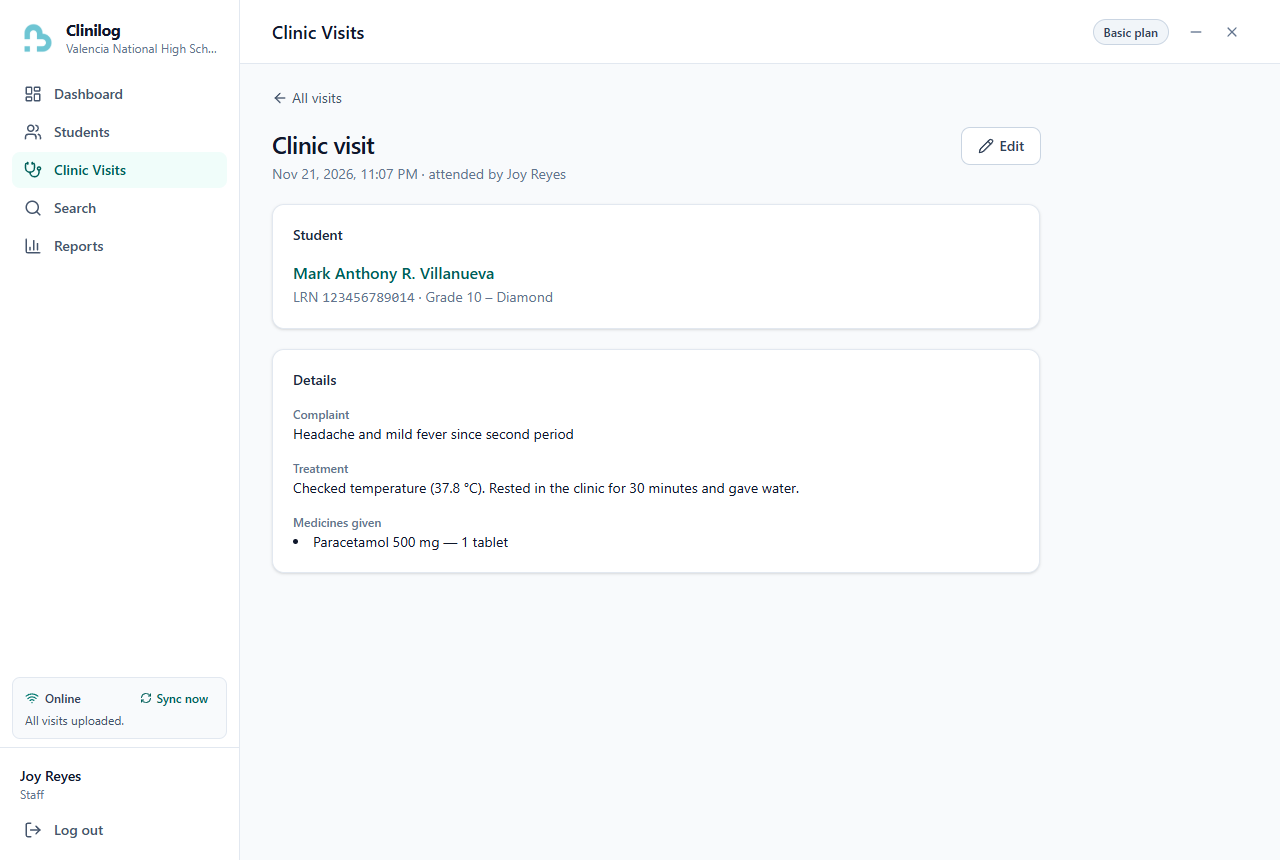 Clinilog
Valencia National High Sch...
Dashboard
Students
Clinic Visits
Search
Reports
Online
Sync now
All visits uploaded.
Joy Reyes
Staff
Log out
Clinic Visits
Basic plan
All visits
Clinic visit
Edit
Nov 21, 2026, 11:07 PM · attended by Joy Reyes
Student
Mark Anthony R. Villanueva
LRN 123456789014 · Grade 10 – Diamond
Details
Complaint
Headache and mild fever since second period
Treatment
Checked temperature (37.8 °C). Rested in the clinic for 30 minutes and gave water.
Medicines given
• Paracetamol 500 mg — 1 tablet